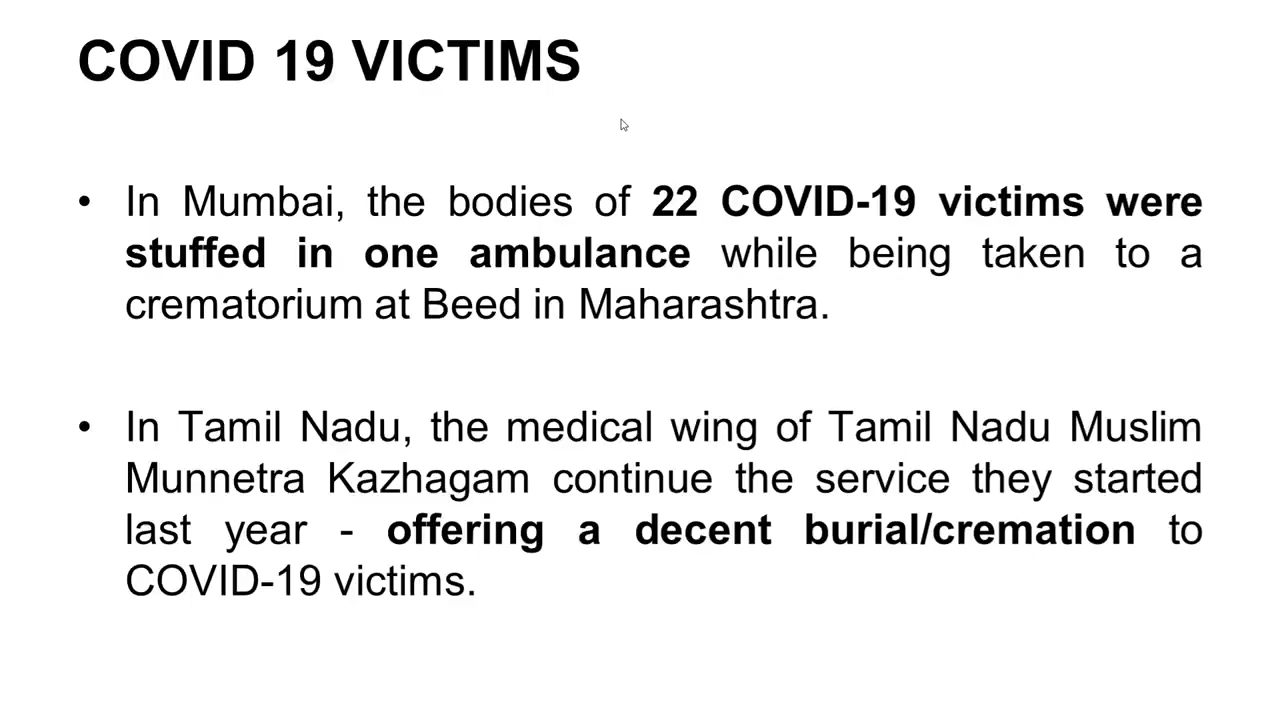 COVID 19 VICTIMS
• In Mumbai, the bodies of 22 COVID-19 victims were
stuffed in one ambulance while being taken to a
crematorium at Beed in Maharashtra.
• In Tamil Nadu, the medical wing of Tamil Nadu Muslim
Munnetra Kazhagam continue the service they started
last year - offering a decent burial/cremation to
COVID-19 victims.